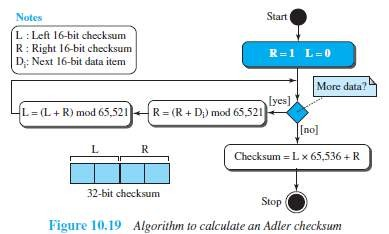 Notes
L : Left 16-bit checksum
R : Right 16-bit checksum
Dᵢ: Next 16-bit data item
Start
R = 1 L = 0
More data?
[yes]
L = (L + R) mod 65,521
R = (R + Dᵢ) mod 65,521
[no]
L R
Checksum = L × 65,536 + R
32-bit checksum
Stop
Figure 10.19 Algorithm to calculate an Adler checksum